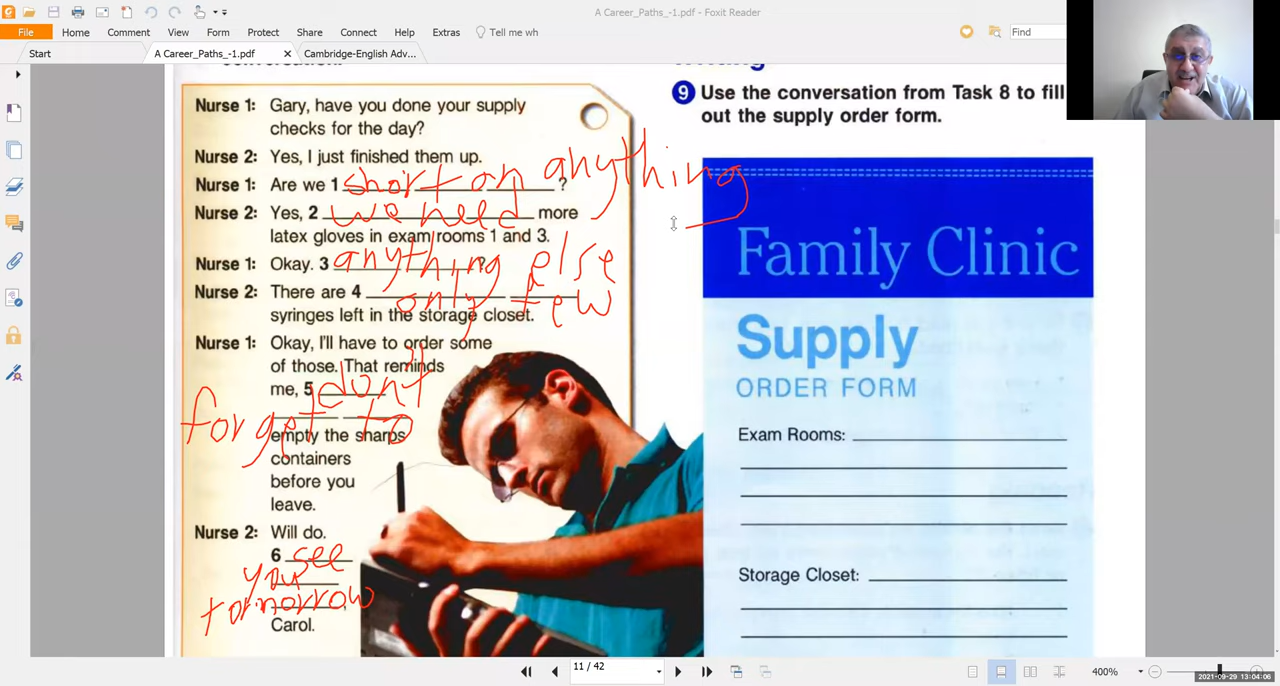 A Career_Paths_-1.pdf - Foxit Reader
File Home Comment View Form Protect Share Connect Help Extras Tell me wh Find
Start A Career_Paths_-1.pdf Cambridge-English Adv...
Nurse 1: Gary, have you done your supply
checks for the day?
Nurse 2: Yes, I just finished them up.
Nurse 1: Are we 1 short on anything ?
Nurse 2: Yes, 2 we need more
latex gloves in exam rooms 1 and 3.
Nurse 1: Okay. 3 anything else ?
Nurse 2: There are 4 only few
syringes left in the storage closet.
Nurse 1: Okay, I'll have to order some
of those. That reminds
me, 5 don't
forget to
empty the sharps
containers
before you
leave.
Nurse 2: Will do.
6 see
you
tomorrow
Carol.
9 Use the conversation from Task 8 to fill
out the supply order form.
Family Clinic
Supply
ORDER FORM
Exam Rooms:
Storage Closet:
11 / 42
400%
2021-09-29 13:04:06